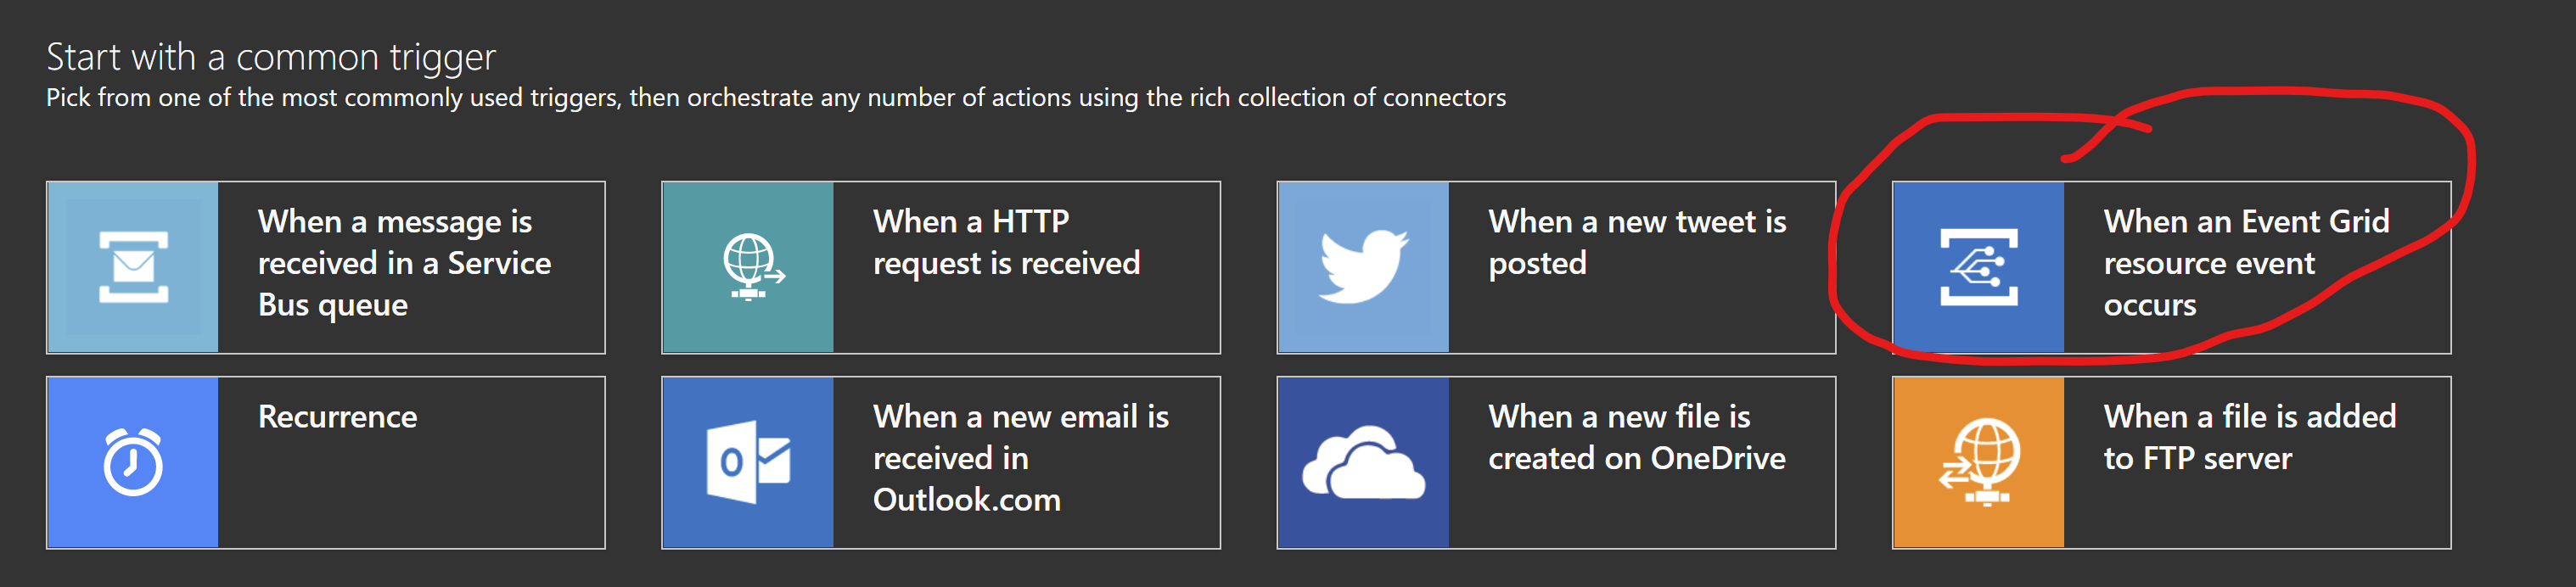 Start with a common trigger
Pick from one of the most commonly used triggers, then orchestrate any number of actions using the rich collection of connectors
When a message is
received in a Service
Bus queue
When a HTTP
request is received
When a new tweet is
posted
When an Event Grid
resource event
occurs
Recurrence
When a new email is
received in
Outlook.com
When a new file is
created on OneDrive
When a file is added
to FTP server